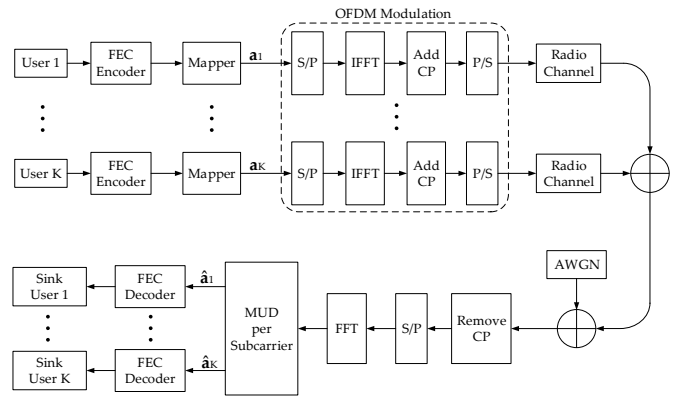 OFDM Modulation
User 1
FEC
Encoder
Mapper
a1
S/P
IFFT
Add
CP
P/S
Radio
Channel
User K
FEC
Encoder
Mapper
aK
S/P
IFFT
Add
CP
P/S
Radio
Channel
AWGN
Sink
User 1
FEC
Decoder
â1
MUD
per
Subcarrier
FFT
S/P
Remove
CP
Sink
User K
FEC
Decoder
âK